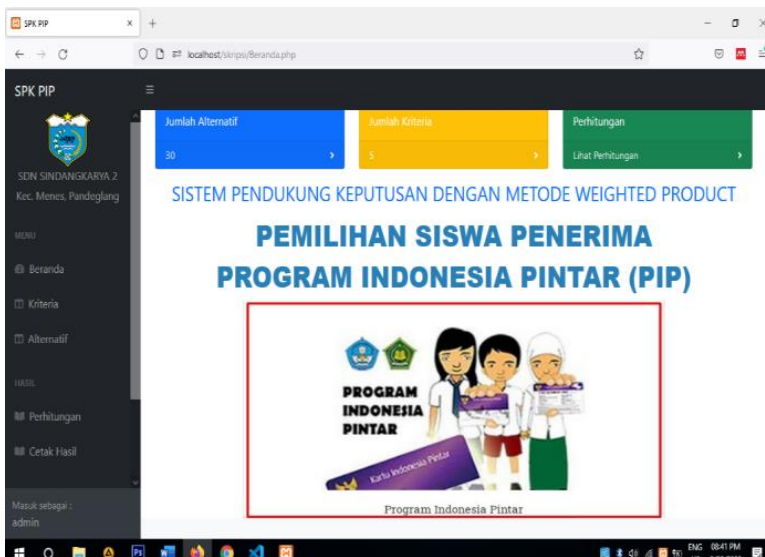 SPK PIP
localhost/skripsi/Beranda.php
SPK PIP
SDN SINDANGKARYA 2
Kec. Menes, Pandeglang
MENU
Beranda
Kriteria
Alternatif
HASIL
Perhitungan
Cetak Hasil
Masuk sebagai :
admin
Jumlah Alternatif
30
Jumlah Kriteria
5
Perhitungan
Lihat Perhitungan
SISTEM PENDUKUNG KEPUTUSAN DENGAN METODE WEIGHTED PRODUCT
PEMILIHAN SISWA PENERIMA
PROGRAM INDONESIA PINTAR (PIP)
PROGRAM
INDONESIA
PINTAR
Kartu Indonesia Pintar
Program Indonesia Pintar
ENG
08:41 PM